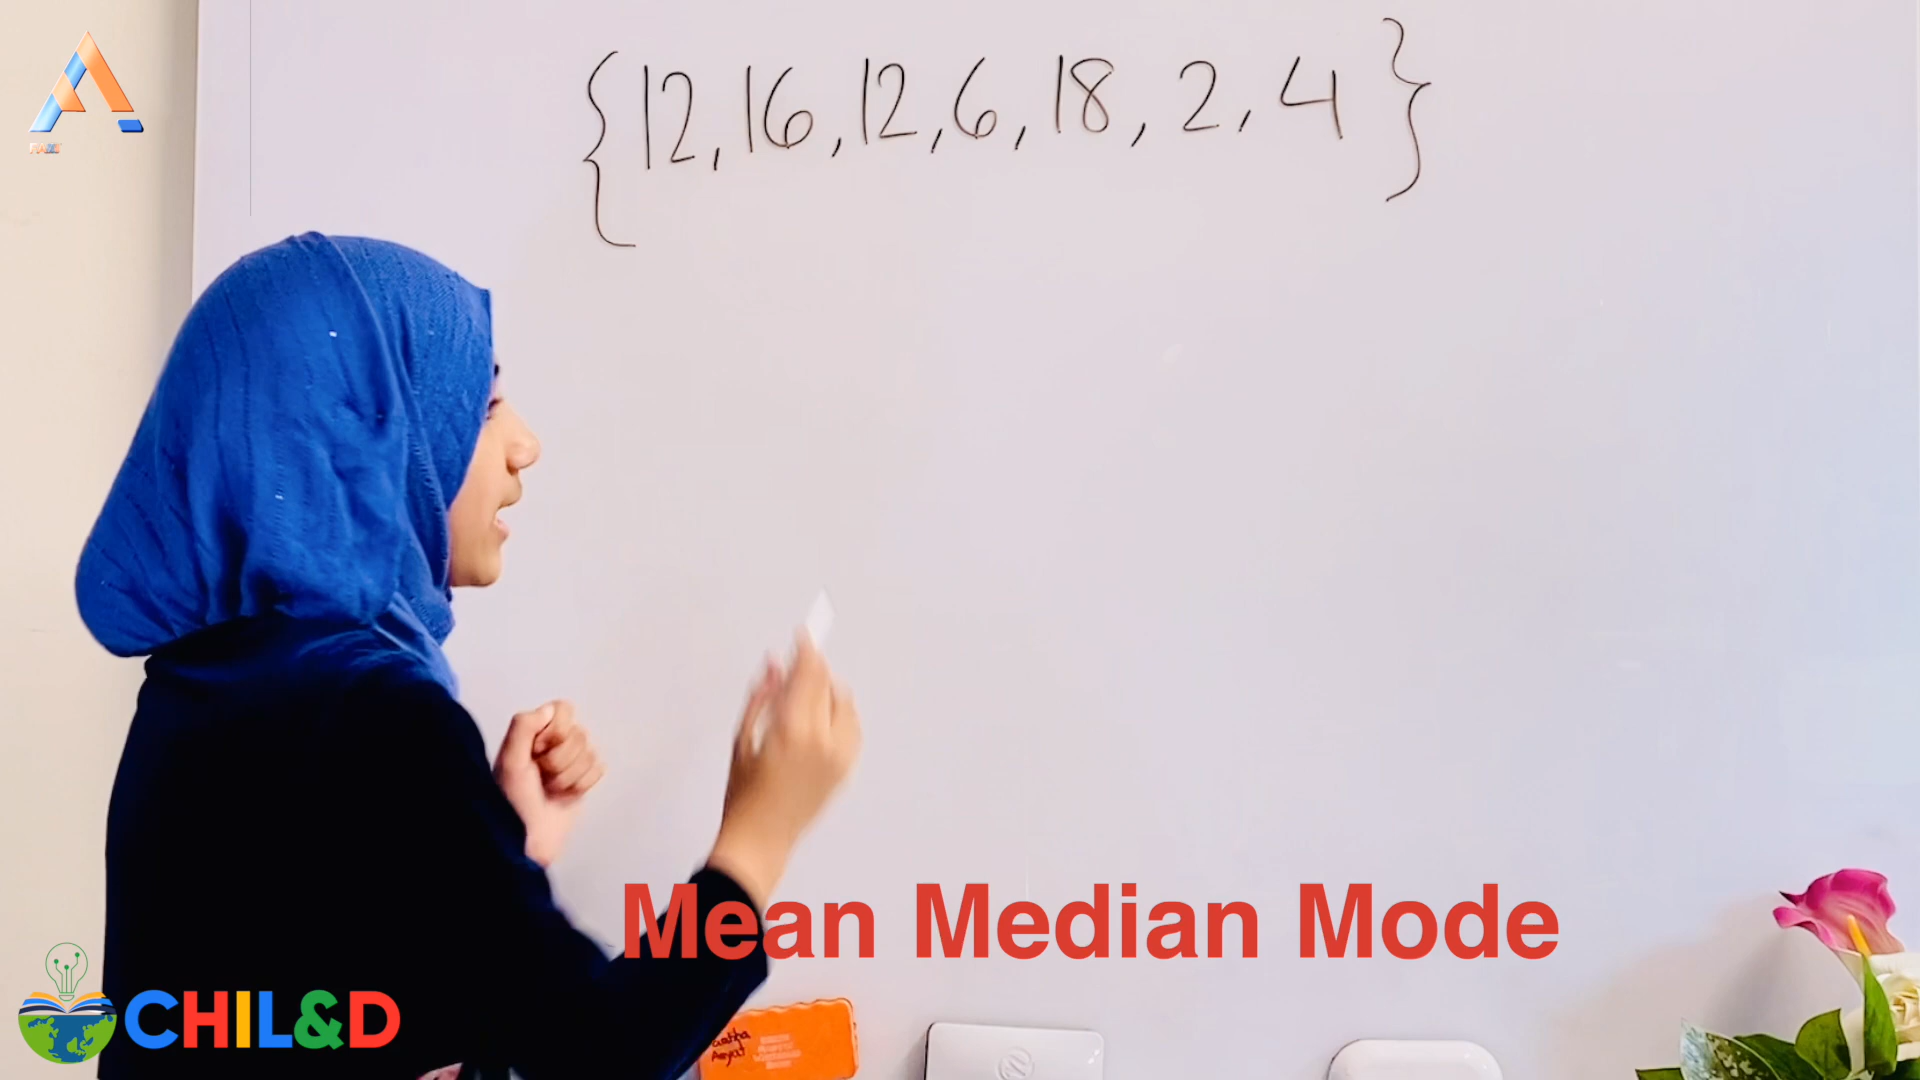 {12, 16, 12, 6, 18, 2, 4}
Mean Median Mode
CHIL&D